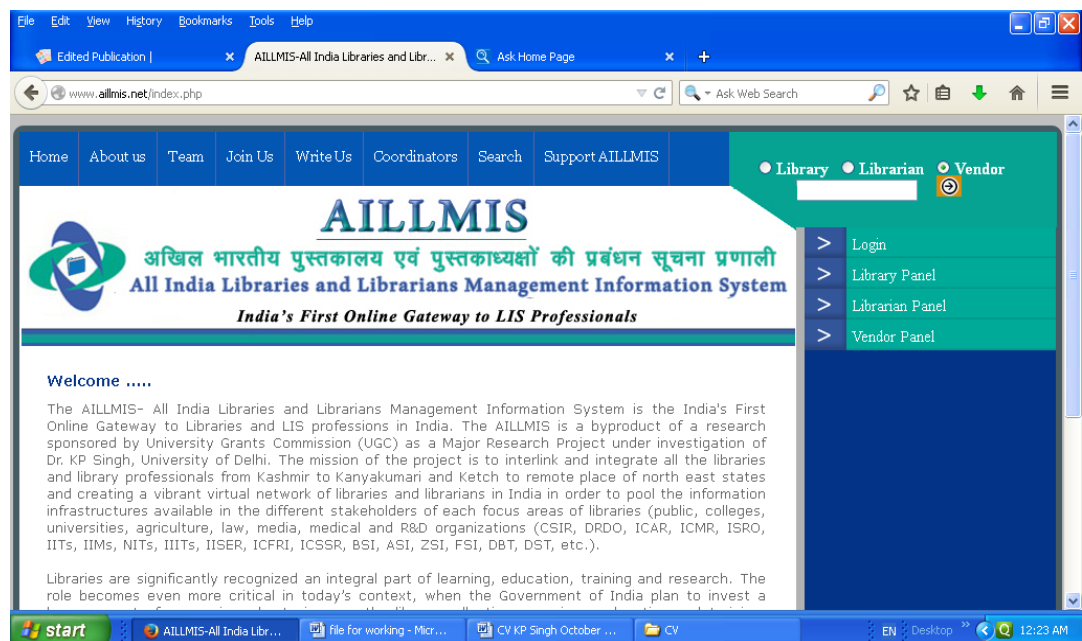 File Edit View History Bookmarks Tools Help
Edited Publication |
AILLMIS-All India Libraries and Libr...
Ask Home Page
www.aillmis.net/index.php
Ask Web Search
Home About us Team Join Us Write Us Coordinators Search Support AILLMIS
Library Librarian Vendor
AILLMIS
अखिल भारतीय पुस्तकालय एवं पुस्तकाध्यक्षों की प्रबंधन सूचना प्रणाली
All India Libraries and Librarians Management Information System
India's First Online Gateway to LIS Professionals
> Login
> Library Panel
> Librarian Panel
> Vendor Panel
Welcome .....
The AILLMIS- All India Libraries and Librarians Management Information System is the India's First
Online Gateway to Libraries and LIS professions in India. The AILLMIS is a byproduct of a research
sponsored by University Grants Commission (UGC) as a Major Research Project under investigation of
Dr. KP Singh, University of Delhi. The mission of the project is to interlink and integrate all the libraries
and library professionals from Kashmir to Kanyakumari and Ketch to remote place of north east states
and creating a vibrant virtual network of libraries and librarians in India in order to pool the information
infrastructures available in the different stakeholders of each focus areas of libraries (public, colleges,
universities, agriculture, law, media, medical and R&D organizations (CSIR, DRDO, ICAR, ICMR, ISRO,
IITs, IIMs, NITs, IIITs, IISER, ICFRI, ICSSR, BSI, ASI, ZSI, FSI, DBT, DST, etc.).
Libraries are significantly recognized an integral part of learning, education, training and research. The
role becomes even more critical in today's context, when the Government of India plan to invest a
start
AILLMIS-All India Libr...
file for working - Micr...
CV KP Singh October ...
CV
EN Desktop » 12:23 AM